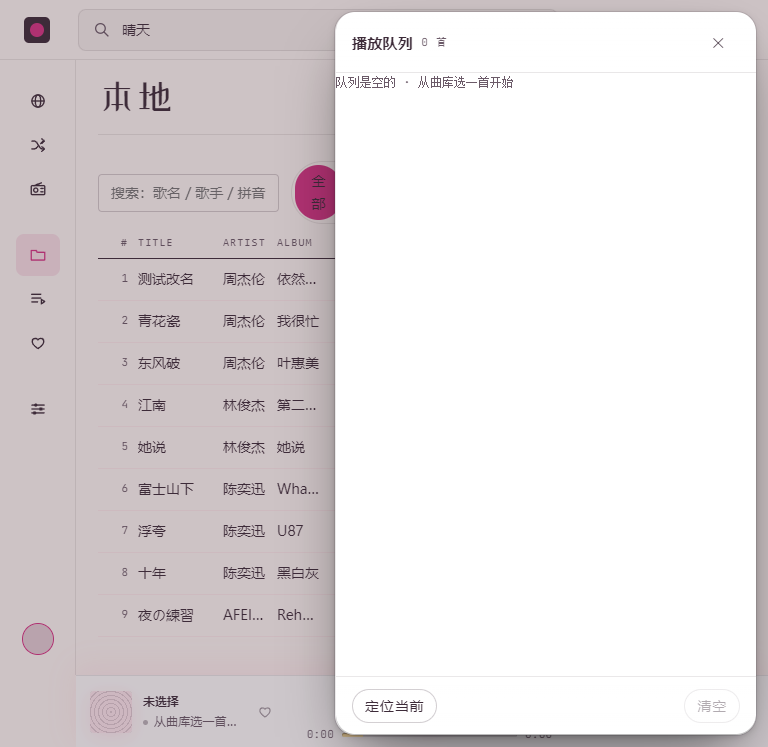 晴天
播放队列 0 首
队列是空的 · 从曲库选一首开始
本地
搜索：歌名 / 歌手 / 拼音
全部
# TITLE ARTIST ALBUM
1 测试改名 周杰伦 依然...
2 青花瓷 周杰伦 我很忙
3 东风破 周杰伦 叶惠美
4 江南 林俊杰 第二...
5 她说 林俊杰 她说
6 富士山下 陈奕迅 Wha...
7 浮夸 陈奕迅 U87
8 十年 陈奕迅 黑白灰
9 夜の練習 AFEI... Reh...
未选择
从曲库选一首...
0:00 0:00
定位当前 清空